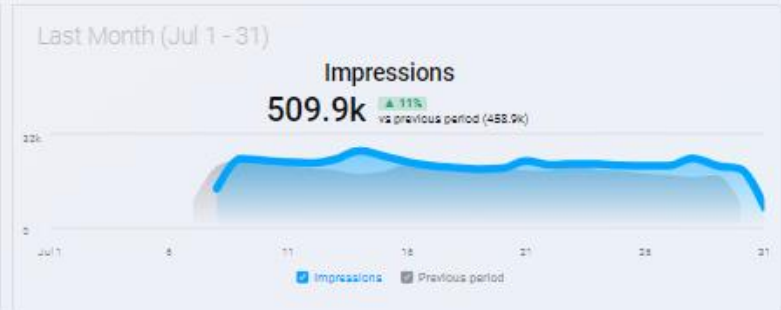 Last Month (Jul 1 - 31)
Impressions
509.9k ▲ 11%
vs previous period (458.9k)
22k
0
Jul 1 6 11 16 21 26 31
Impressions Previous period